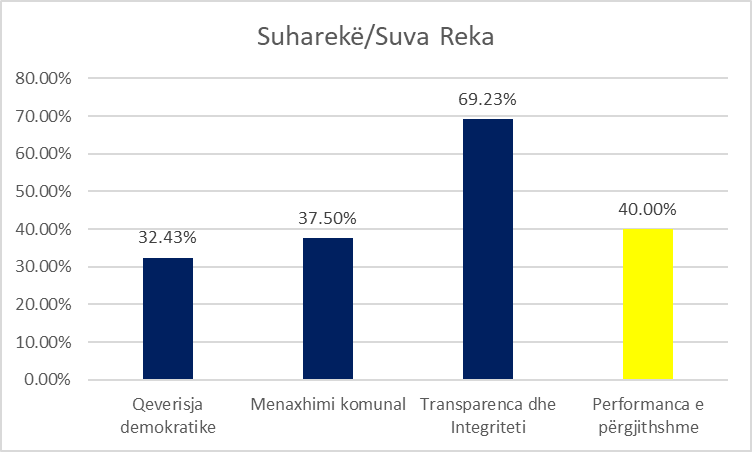 Suharekë/Suva Reka
80.00%
70.00%
60.00%
50.00%
40.00%
30.00%
20.00%
10.00%
0.00%
32.43%
37.50%
69.23%
40.00%
Qeverisja
demokratike
Menaxhimi komunal
Transparenca dhe
Integriteti
Performanca e
përgjithshme